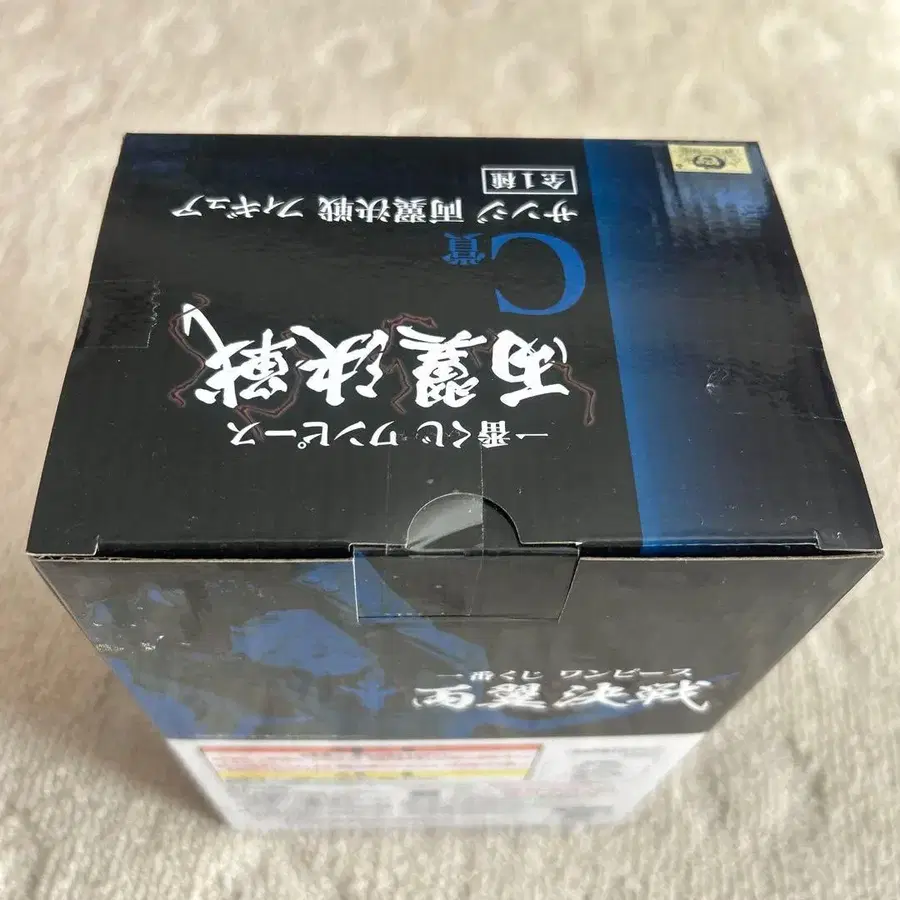 一番くじ ワンピース
両翼決戦
C賞
サンジ 両翼決戦 フィギュア
全1種
一番くじ ワンピース
両翼決戦